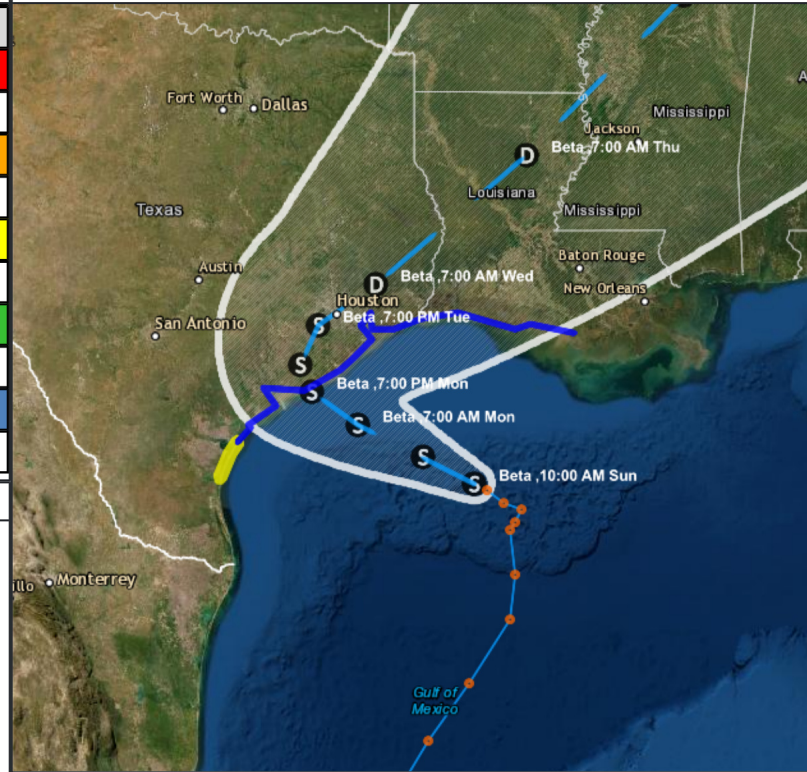 Fort Worth
Dallas
Mississippi
Jackson
Beta ,7:00 AM Thu
Louisiana
Texas
Mississippi
Baton Rouge
Austin
Beta ,7:00 AM Wed
New Orleans
Houston
Beta ,7:00 PM Tue
San Antonio
S
S
D
D
Beta ,7:00 PM Mon
S
Beta ,7:00 AM Mon
S
S
Beta ,10:00 AM Sun
S
Monterrey
Gulf of
Mexico